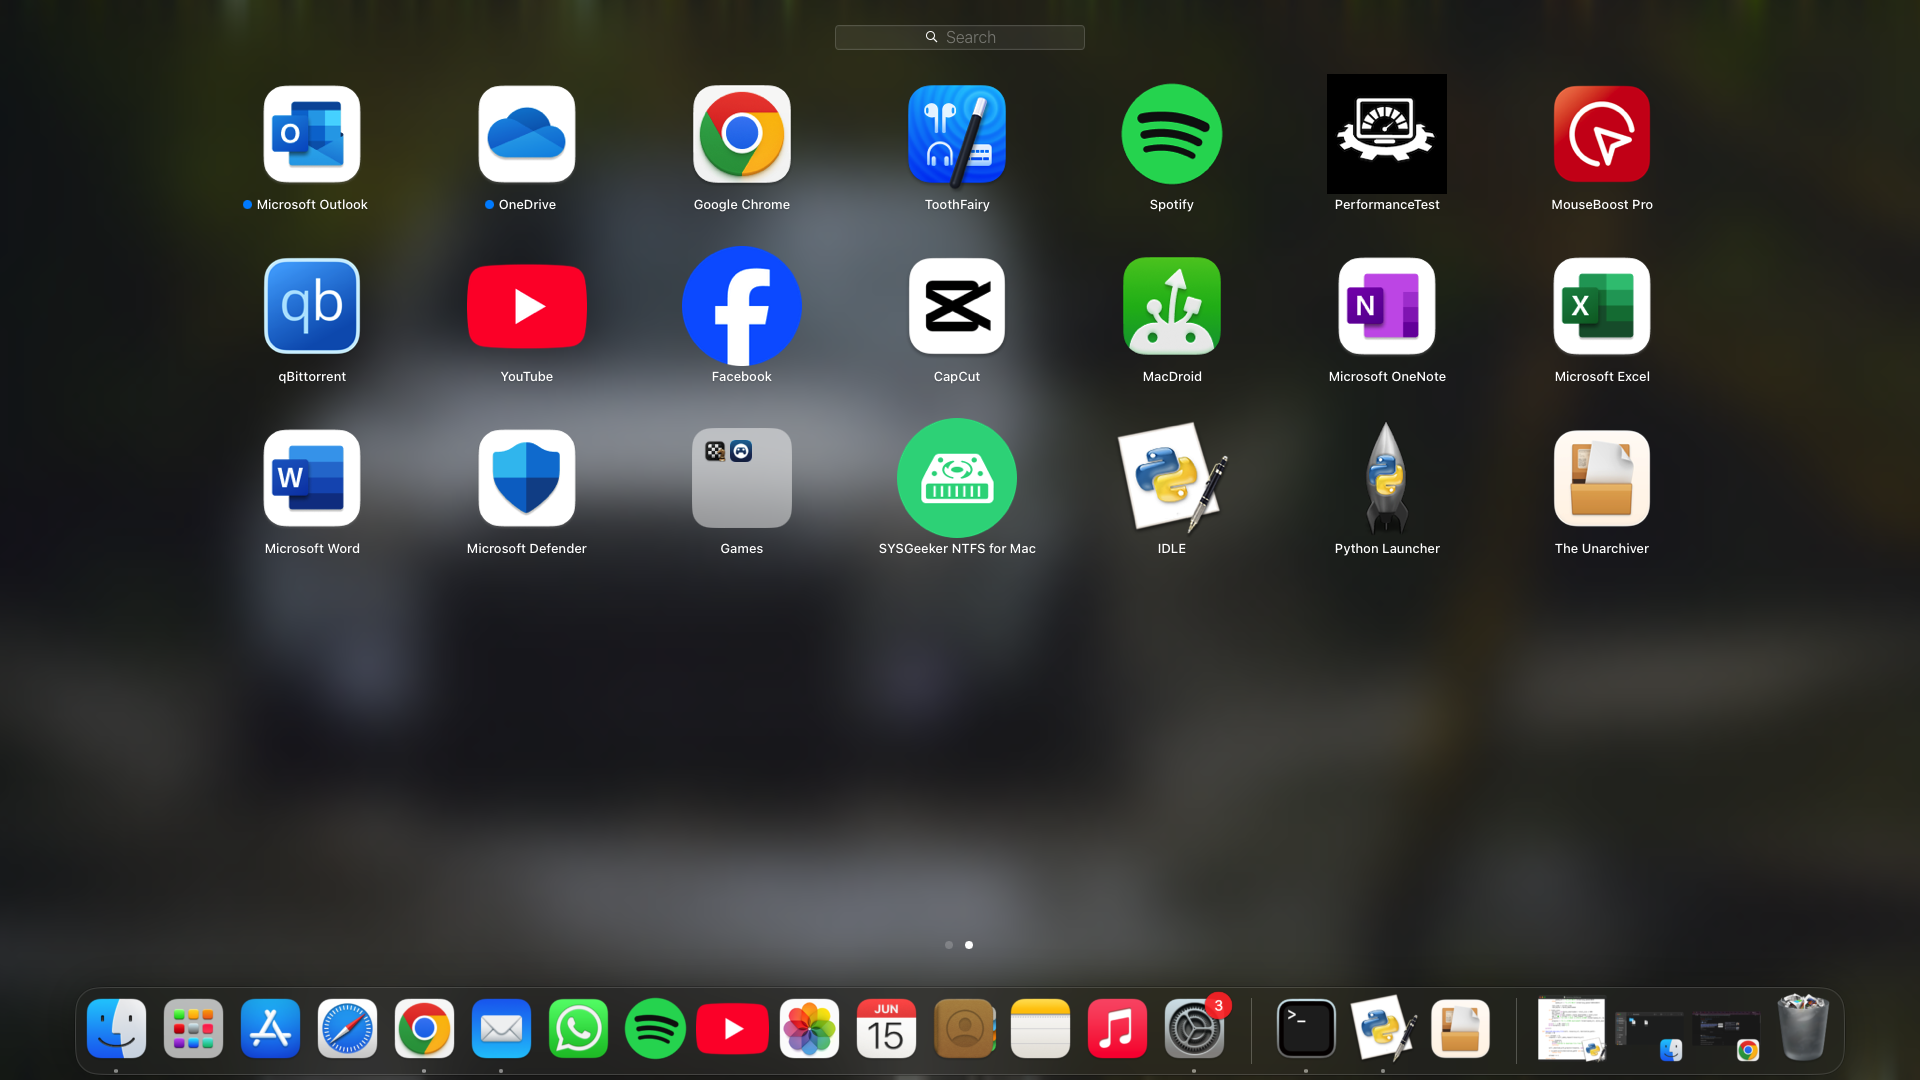 Search
Microsoft Outlook
OneDrive
Google Chrome
ToothFairy
Spotify
PerformanceTest
MouseBoost Pro
qb
qBittorrent
YouTube
Facebook
CapCut
MacDroid
N
Microsoft OneNote
X
Microsoft Excel
W
Microsoft Word
Microsoft Defender
Games
SYSGeeker NTFS for Mac
IDLE
Python Launcher
The Unarchiver
JUN
15
3
>_